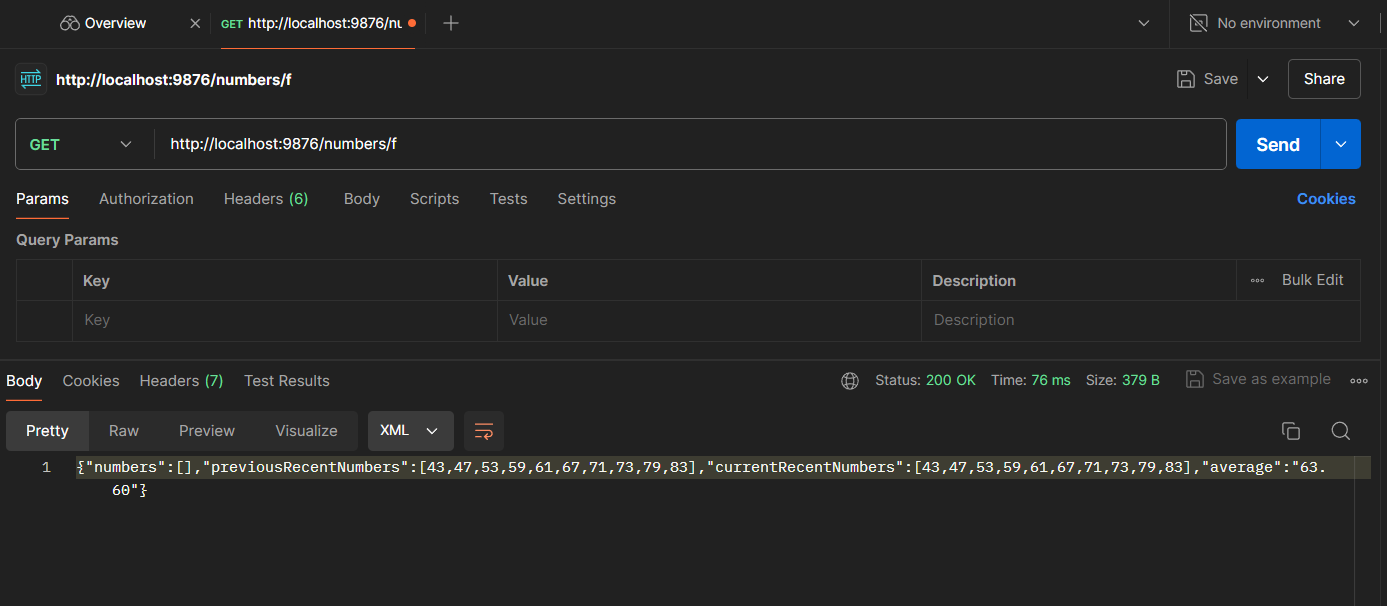 Overview GET http://localhost:9876/nu No environment
HTTP http://localhost:9876/numbers/f Save Share
GET http://localhost:9876/numbers/f Send
Params Authorization Headers (6) Body Scripts Tests Settings Cookies
Query Params
Key Value Description Bulk Edit
Key Value Description
Body Cookies Headers (7) Test Results Status: 200 OK Time: 76 ms Size: 379 B Save as example
Pretty Raw Preview Visualize XML
1 {"numbers":[],"previousRecentNumbers":[43,47,53,59,61,67,71,73,79,83],"currentRecentNumbers":[43,47,53,59,61,67,71,73,79,83],"average":"63.
60"}